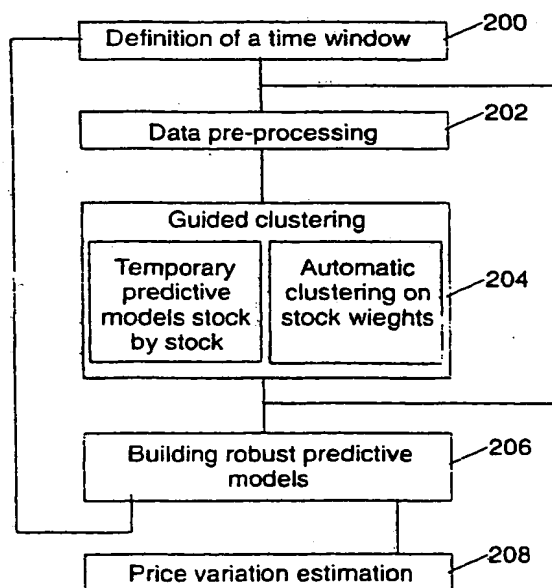 Definition of a time window
200
Data pre-processing
202
Guided clustering
Temporary
predictive
models stock
by stock
Automatic
clustering on
stock wieghts
204
Building robust predictive
models
206
Price variation estimation
208